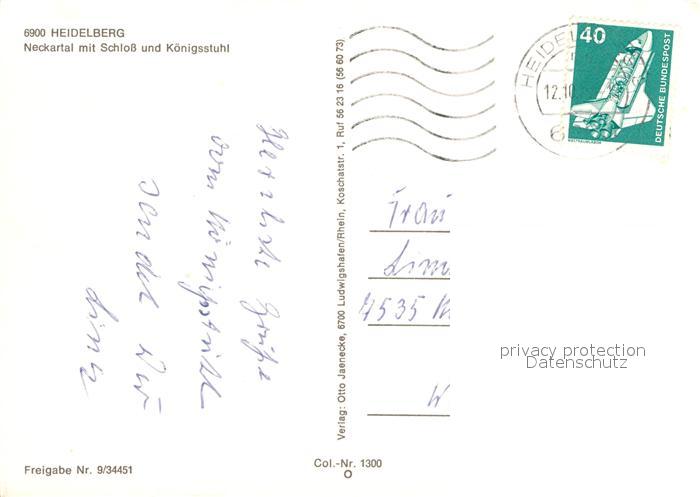 6900 HEIDELBERG
Neckartal mit Schloß und Königsstuhl
Herzliche Grüße
vom Königsstuhl
sendet Dir
Verlag: Otto Jaenecke, 6700 Ludwigshafen/Rhein, Koschatstr. 1, Ruf 56 23 16 (56 60 73)
HEIDEL
12.10
6
40
DEUTSCHE BUNDESPOST
WELTRAUMLABOR
Frau
4535
W
privacy protection
Datenschutz
Freigabe Nr. 9/34451
Col.-Nr. 1300